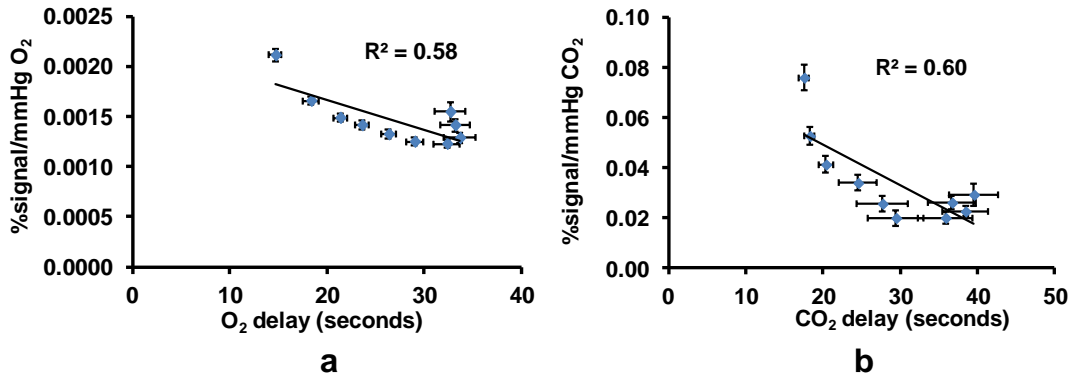 %signal/mmHg O₂
0.0025
0.0020
0.0015
0.0010
0.0005
0.0000
R² = 0.58
0 10 20 30 40
O₂ delay (seconds)
a
%signal/mmHg CO₂
0.10
0.08
0.06
0.04
0.02
0.00
R² = 0.60
0 10 20 30 40 50
CO₂ delay (seconds)
b